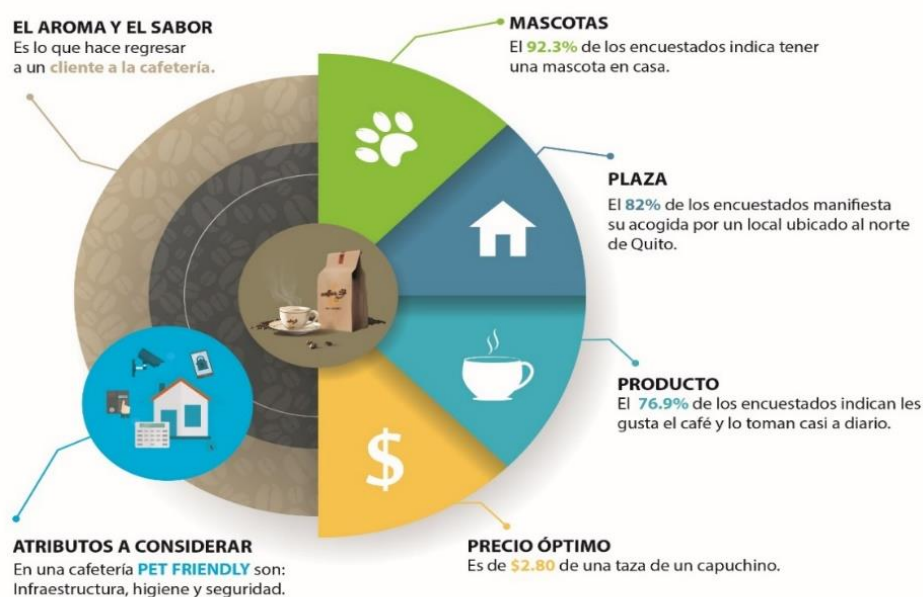 EL AROMA Y EL SABOR
Es lo que hace regresar
a un cliente a la cafetería.
MASCOTAS
El 92.3% de los encuestados indica tener
una mascota en casa.
PLAZA
El 82% de los encuestados manifiesta
su acogida por un local ubicado al norte
de Quito.
PRODUCTO
El 76.9% de los encuestados indican les
gusta el café y lo toman casi a diario.
$
PRECIO ÓPTIMO
Es de $2.80 de una taza de un capuchino.
ATRIBUTOS A CONSIDERAR
En una cafetería PET FRIENDLY son:
Infraestructura, higiene y seguridad.